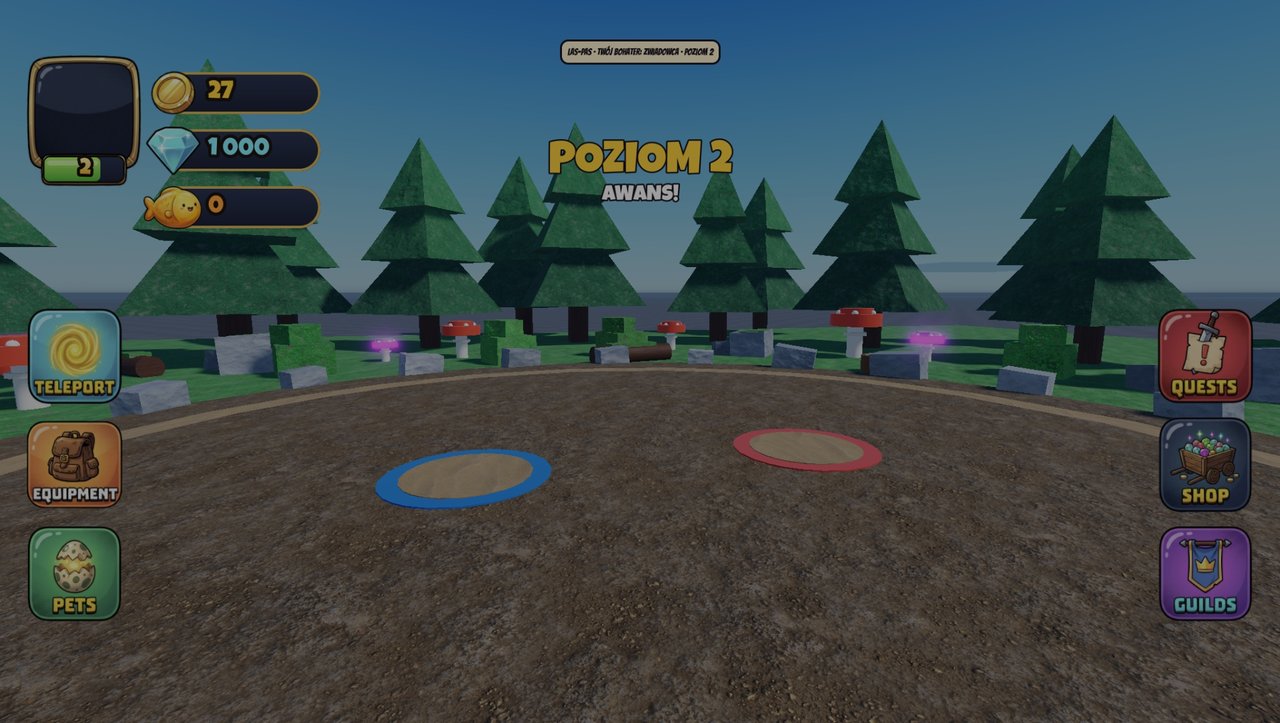 LAS-PAS • TWÓJ BOHATER: ZWIADOWCA • POZIOM 2
27
1000
2
0
POZIOM 2
AWANS!
TELEPORT
EQUIPMENT
PETS
QUESTS
SHOP
GUILDS